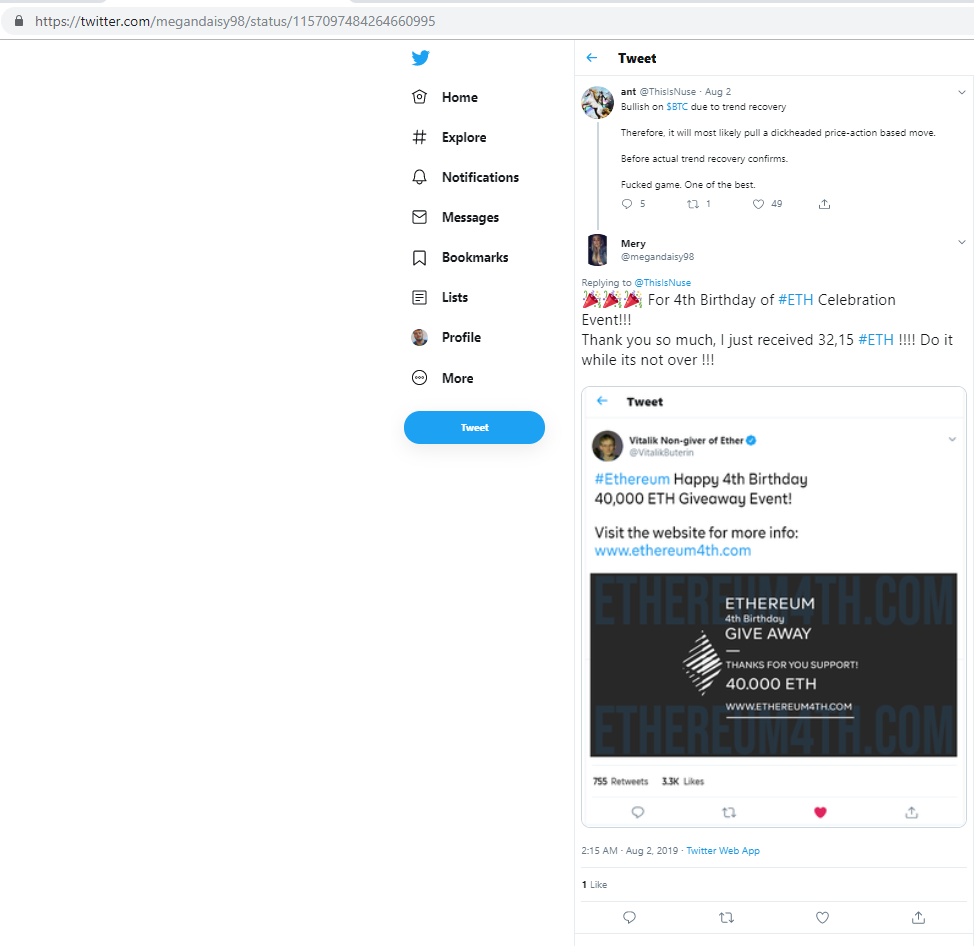 https://twitter.com/megandaisy98/status/1157097484264660995
Home
Explore
Notifications
Messages
Bookmarks
Lists
Profile
More
Tweet
Tweet
ant @ThisIsNuse · Aug 2
Bullish on $BTC due to trend recovery
Therefore, it will most likely pull a dickheaded price-action based move.
Before actual trend recovery confirms.
Fucked game. One of the best.
5 1 49
Mery
@megandaisy98
Replying to @ThisIsNuse
🎉🎉🎉 For 4th Birthday of #ETH Celebration
Event!!!
Thank you so much, I just received 32,15 #ETH !!!! Do it
while its not over !!!
Tweet
Vitalik Non-giver of Ether
@VitalikButerin
#Ethereum Happy 4th Birthday
40,000 ETH Giveaway Event!
Visit the website for more info:
www.ethereum4th.com
ETHEREUM4TH.COM
ETHEREUM
4th Birthday
GIVE AWAY
THANKS FOR YOU SUPPORT!
40.000 ETH
WWW.ETHEREUM4TH.COM
ETHEREUM4TH.COM
755 Retweets 3.3K Likes
2:15 AM · Aug 2, 2019 · Twitter Web App
1 Like